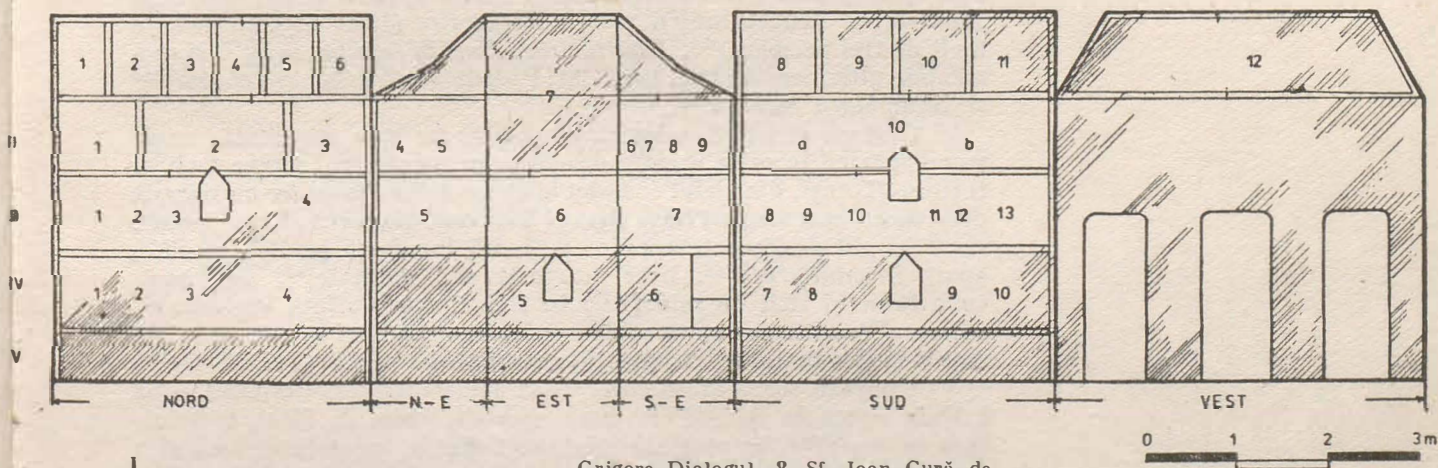 1 2 3 4 5 6 7 8 9 10 11 12
1 2 3 4 5 6 7 8 9 10 a b
1 2 3 4 5 6 7 8 9 10 11 12 13
IV 1 2 3 4 5 6 7 8 9 10
V
NORD N-E EST S-E SUD VEST
0 1 2 3m
Grigore Dialogul, 8. Sf. Ioan Gură de